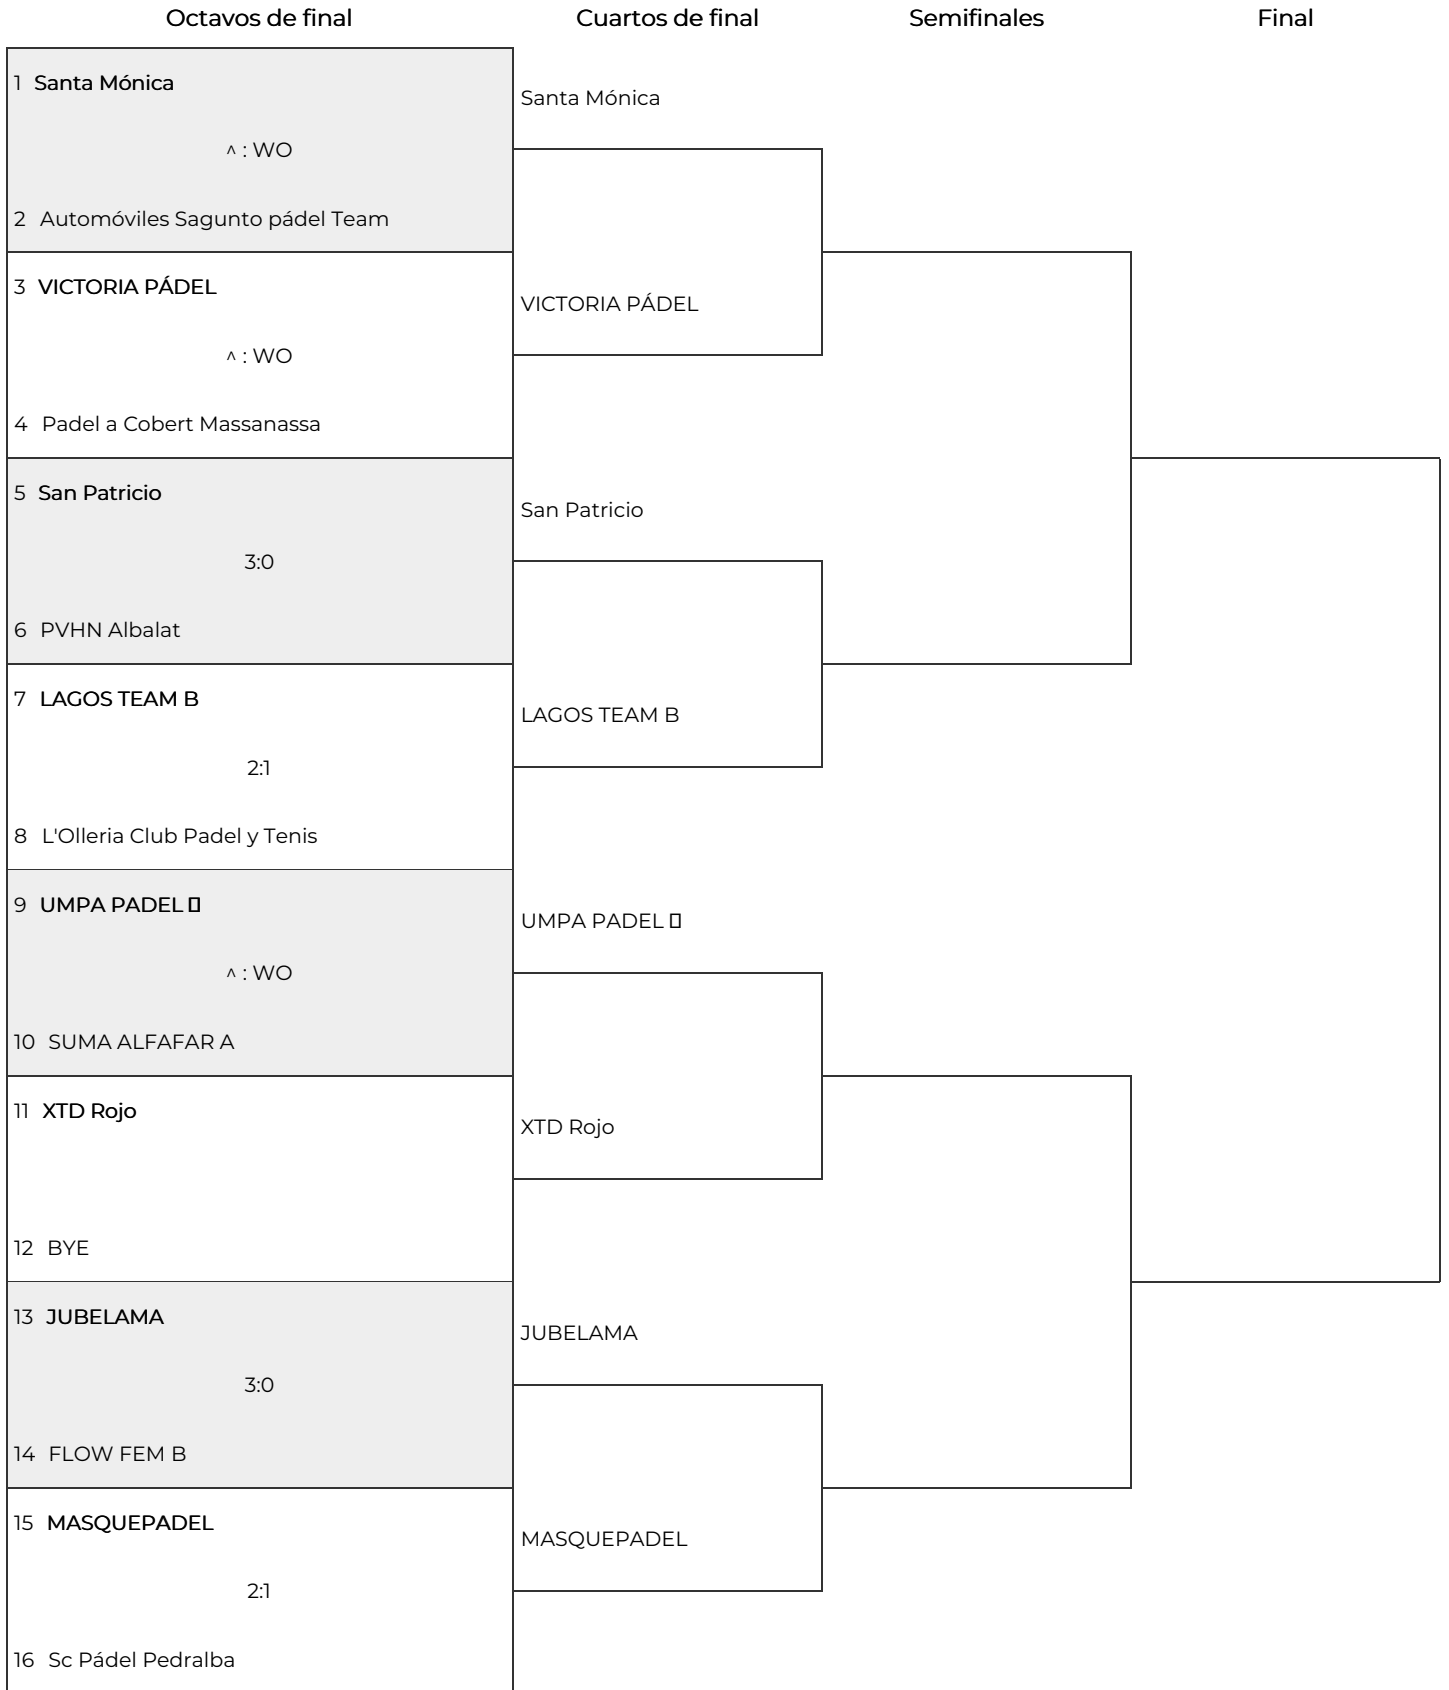 Octavos de final Cuartos de final Semifinales Final
1 Santa Mónica
Santa Mónica
^ : WO
2 Automóviles Sagunto pádel Team
3 VICTORIA PÁDEL
VICTORIA PÁDEL
^ : WO
4 Padel a Cobert Massanassa
5 San Patricio
San Patricio
3:0
6 PVHN Albalat
7 LAGOS TEAM B
LAGOS TEAM B
2:1
8 L'Olleria Club Padel y Tenis
9 UMPA PADEL ▯
UMPA PADEL ▯
^ : WO
10 SUMA ALFAFAR A
11 XTD Rojo
XTD Rojo
12 BYE
13 JUBELAMA
JUBELAMA
3:0
14 FLOW FEM B
15 MASQUEPADEL
MASQUEPADEL
2:1
16 Sc Pádel Pedralba